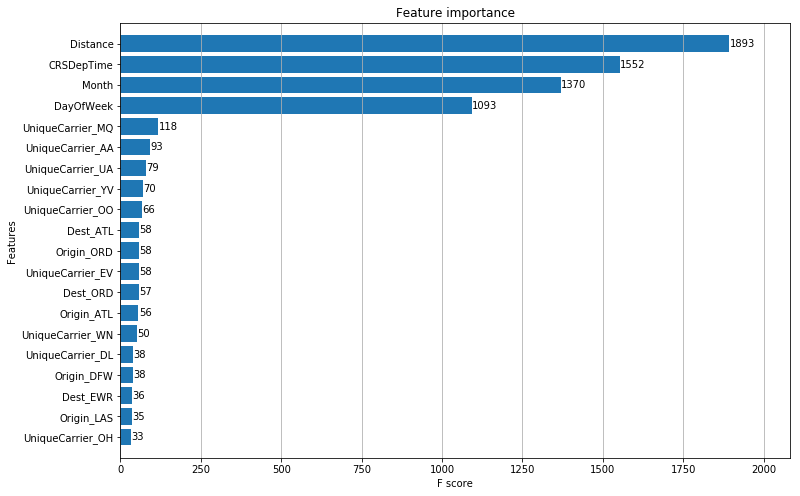 Feature importance
Features
Distance 1893
CRSDepTime 1552
Month 1370
DayOfWeek 1093
UniqueCarrier_MQ 118
UniqueCarrier_AA 93
UniqueCarrier_UA 79
UniqueCarrier_YV 70
UniqueCarrier_OO 66
Dest_ATL 58
Origin_ORD 58
UniqueCarrier_EV 58
Dest_ORD 57
Origin_ATL 56
UniqueCarrier_WN 50
UniqueCarrier_DL 38
Origin_DFW 38
Dest_EWR 36
Origin_LAS 35
UniqueCarrier_OH 33
0 250 500 750 1000 1250 1500 1750 2000
F score